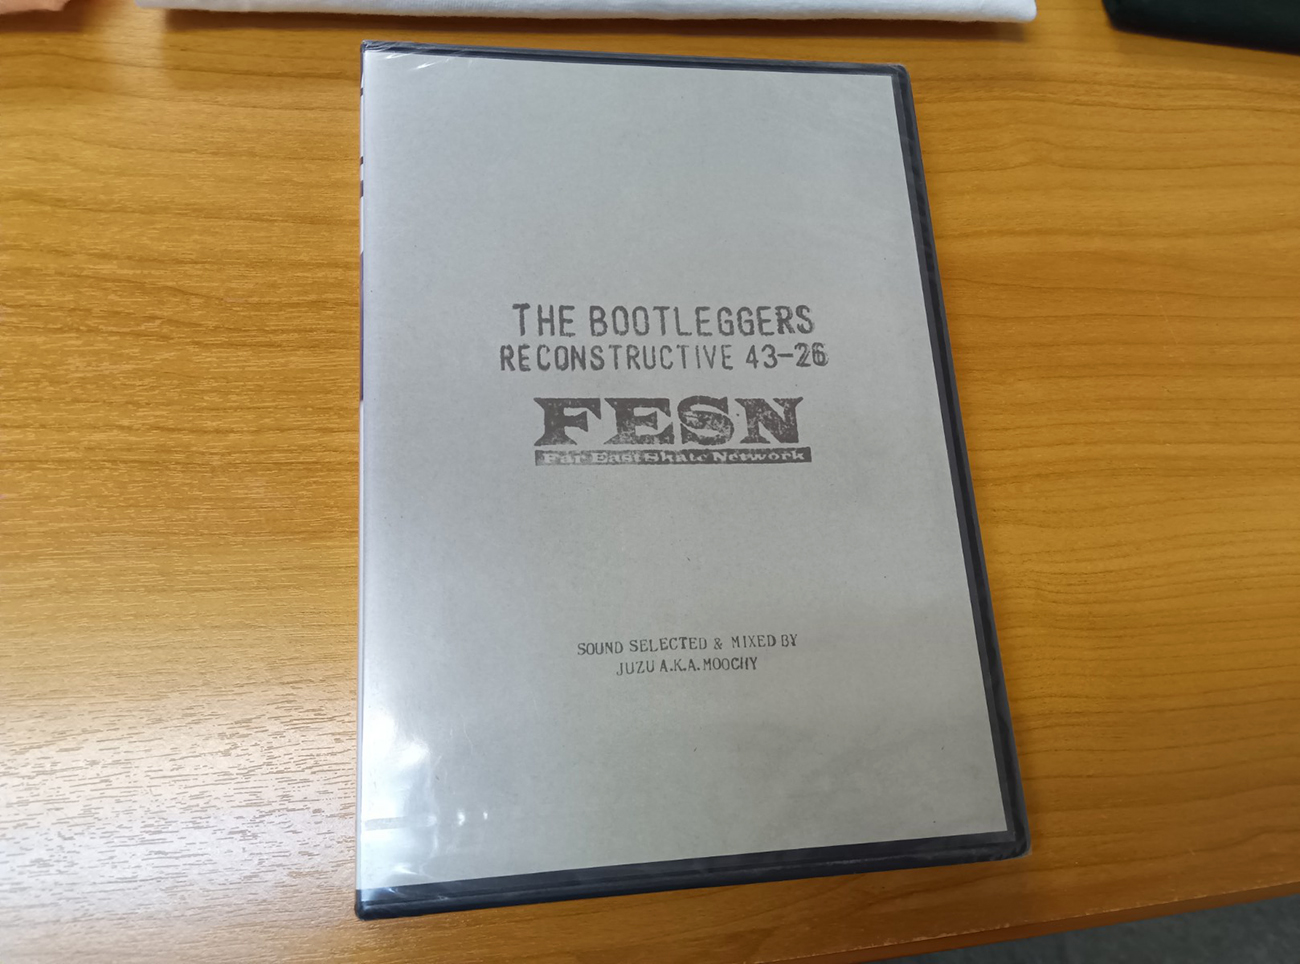 THE BOOTLEGGERS
RECONSTRUCTIVE 43-26
FESN
Far East Skate Network
SOUND SELECTED & MIXED BY
JUZU A.K.A. MOOCHY